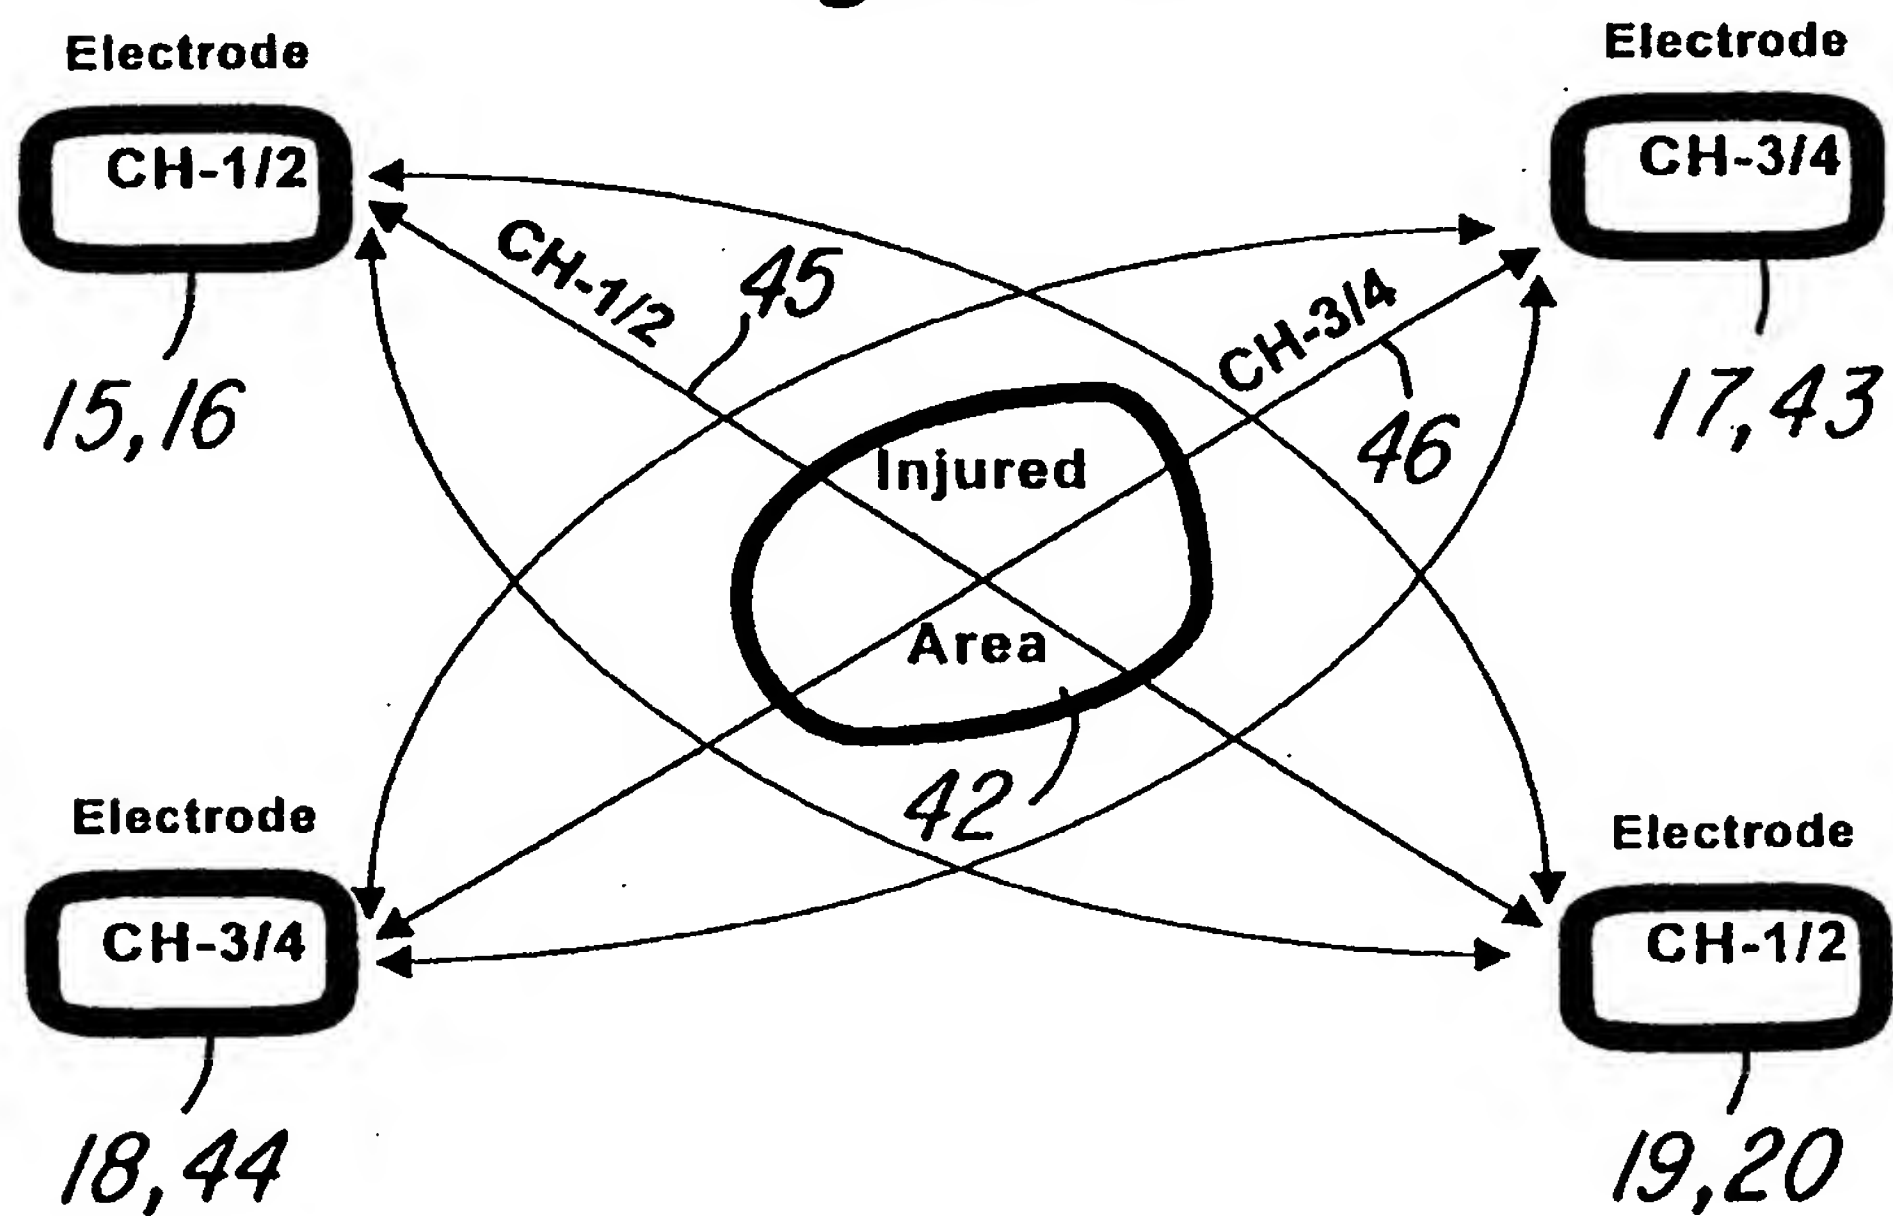 Electrode
Electrode
CH-1/2
CH-3/4
CH-1/2
45
CH-3/4
15,16
46
17,43
Injured
Area
42
Electrode
Electrode
CH-3/4
CH-1/2
18,44
19,20